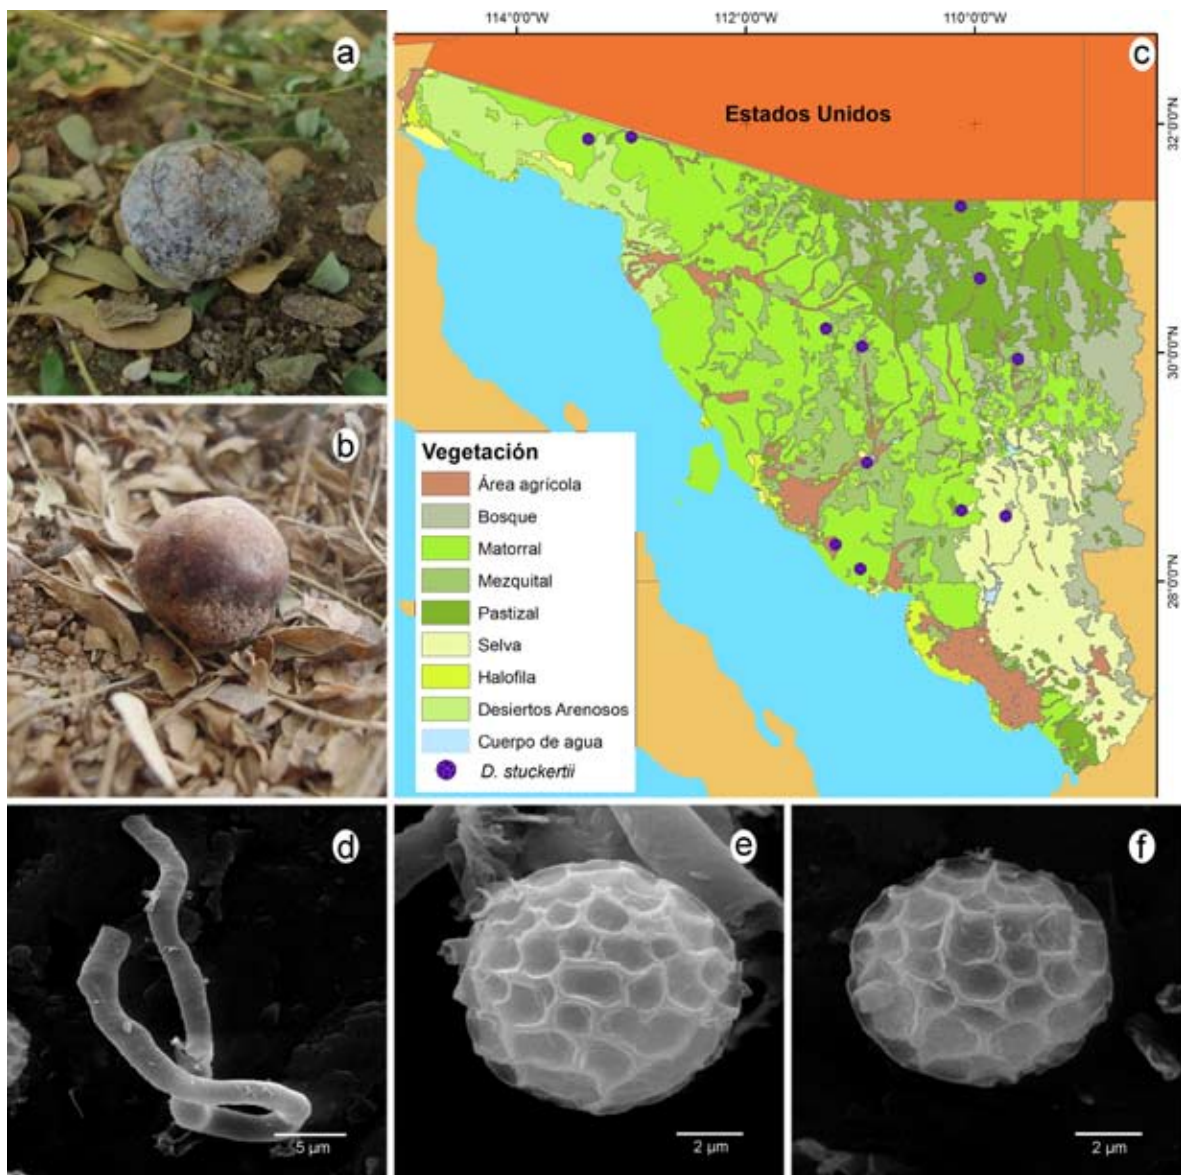 a
b
c
114°0'0"W
112°0'0"W
110°0'0"W
32°0'0"N
30°0'0"N
28°0'0"N
Estados Unidos
Vegetación
Área agrícola
Bosque
Matorral
Mezquital
Pastizal
Selva
Halofila
Desiertos Arenosos
Cuerpo de agua
D. stuckertii
d
5 µm
e
2 µm
f
2 µm